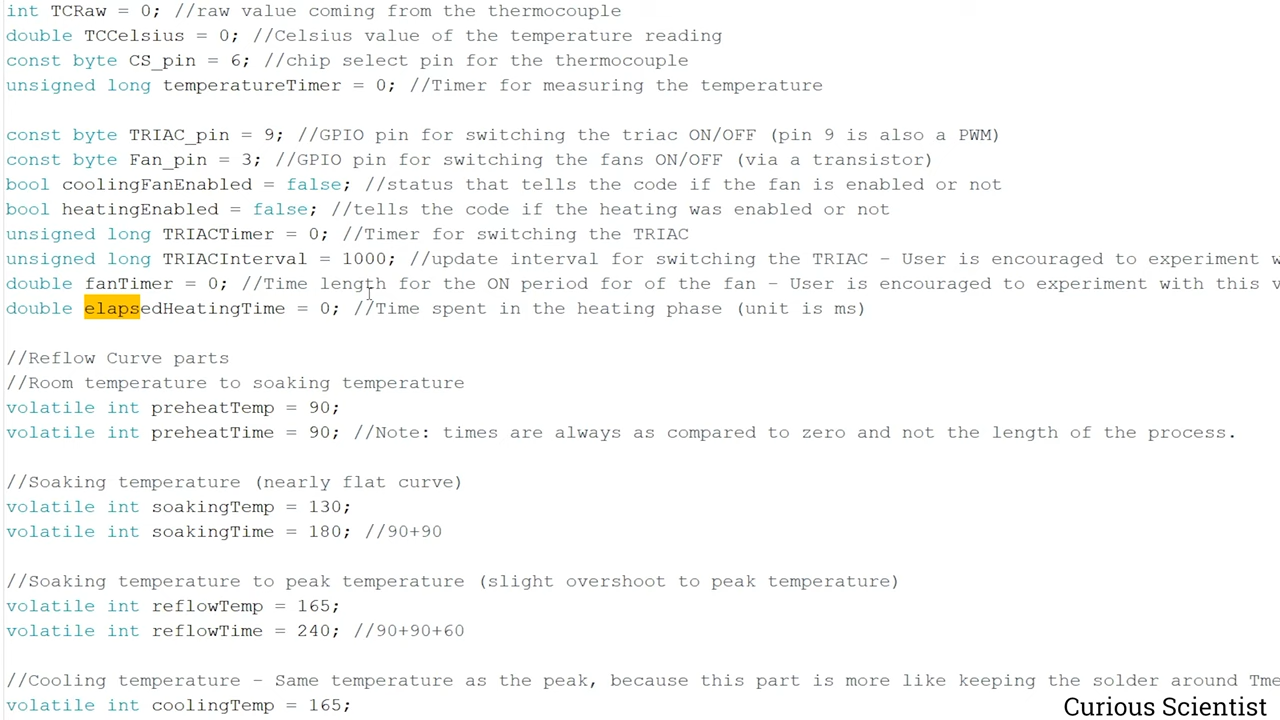 int TCRaw = 0; //raw value coming from the thermocouple
double TCCelsius = 0; //Celsius value of the temperature reading
const byte CS_pin = 6; //chip select pin for the thermocouple
unsigned long temperatureTimer = 0; //Timer for measuring the temperature
const byte TRIAC_pin = 9; //GPIO pin for switching the triac ON/OFF (pin 9 is also a PWM)
const byte Fan_pin = 3; //GPIO pin for switching the fans ON/OFF (via a transistor)
bool coolingFanEnabled = false; //status that tells the code if the fan is enabled or not
bool heatingEnabled = false; //tells the code if the heating was enabled or not
unsigned long TRIACTimer = 0; //Timer for switching the TRIAC
unsigned long TRIACInterval = 1000; //update interval for switching the TRIAC - User is encouraged to experiment w
double fanTimer = 0; //Time length for the ON period for of the fan - User is encouraged to experiment with this v
double elapsedHeatingTime = 0; //Time spent in the heating phase (unit is ms)
//Reflow Curve parts
//Room temperature to soaking temperature
volatile int preheatTemp = 90;
volatile int preheatTime = 90; //Note: times are always as compared to zero and not the length of the process.
//Soaking temperature (nearly flat curve)
volatile int soakingTemp = 130;
volatile int soakingTime = 180; //90+90
//Soaking temperature to peak temperature (slight overshoot to peak temperature)
volatile int reflowTemp = 165;
volatile int reflowTime = 240; //90+90+60
//Cooling temperature - Same temperature as the peak, because this part is more like keeping the solder around Tme
volatile int coolingTemp = 165;
Curious Scientist